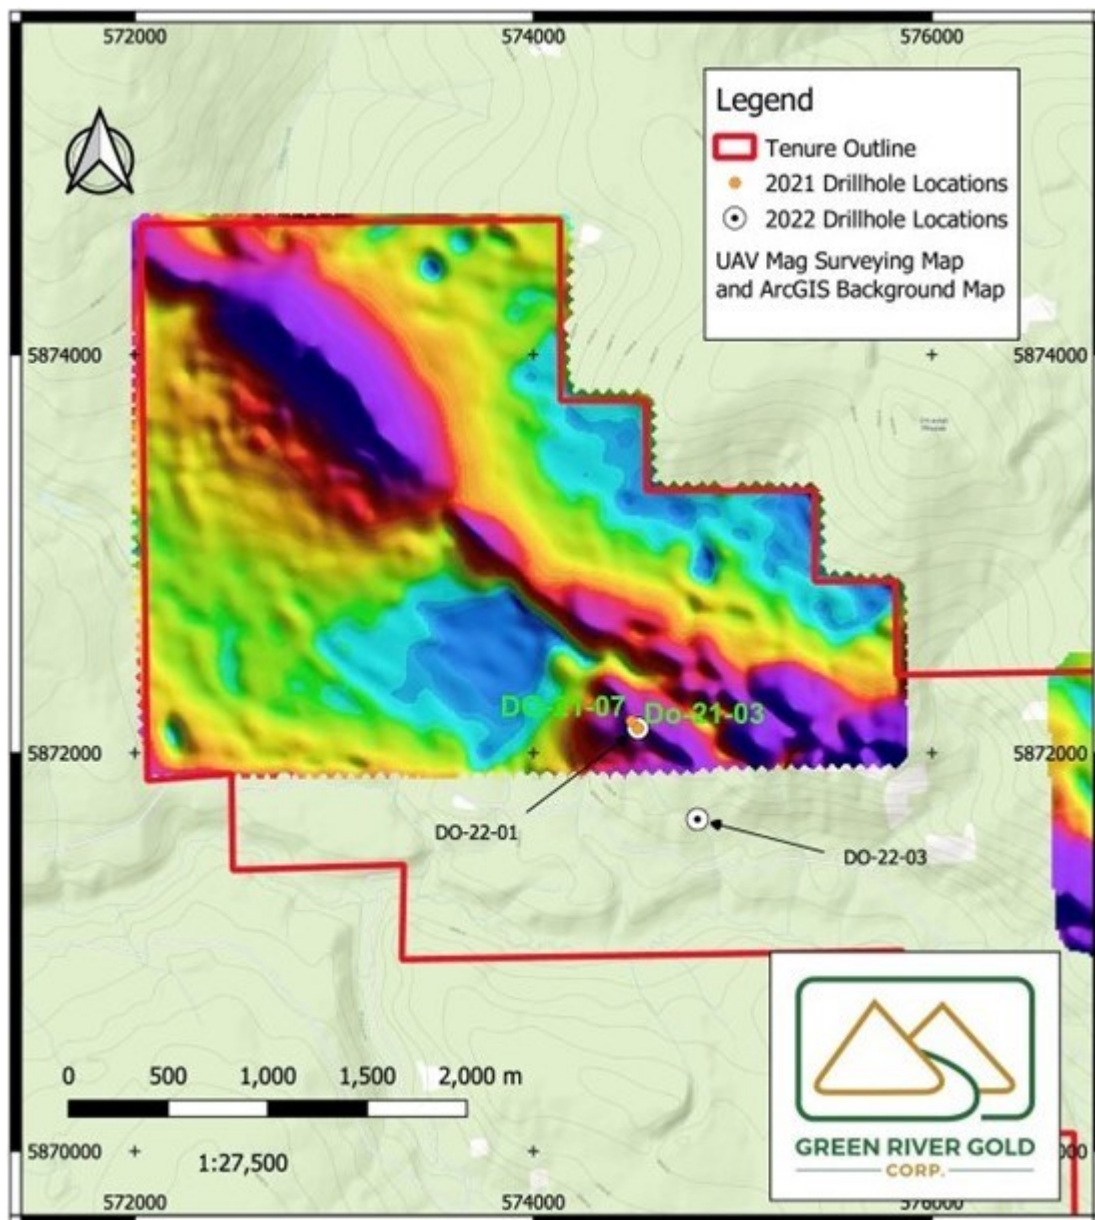 572000
574000
576000
Legend
Tenure Outline
2021 Drillhole Locations
2022 Drillhole Locations
UAV Mag Surveying Map
and ArcGIS Background Map
5874000
5874000
DO-21-07
Do-21-03
5872000
5872000
DO-22-01
DO-22-03
0 500 1,000 1,500 2,000 m
1:27,500
5870000
GREEN RIVER GOLD
CORP.
572000
574000
576000